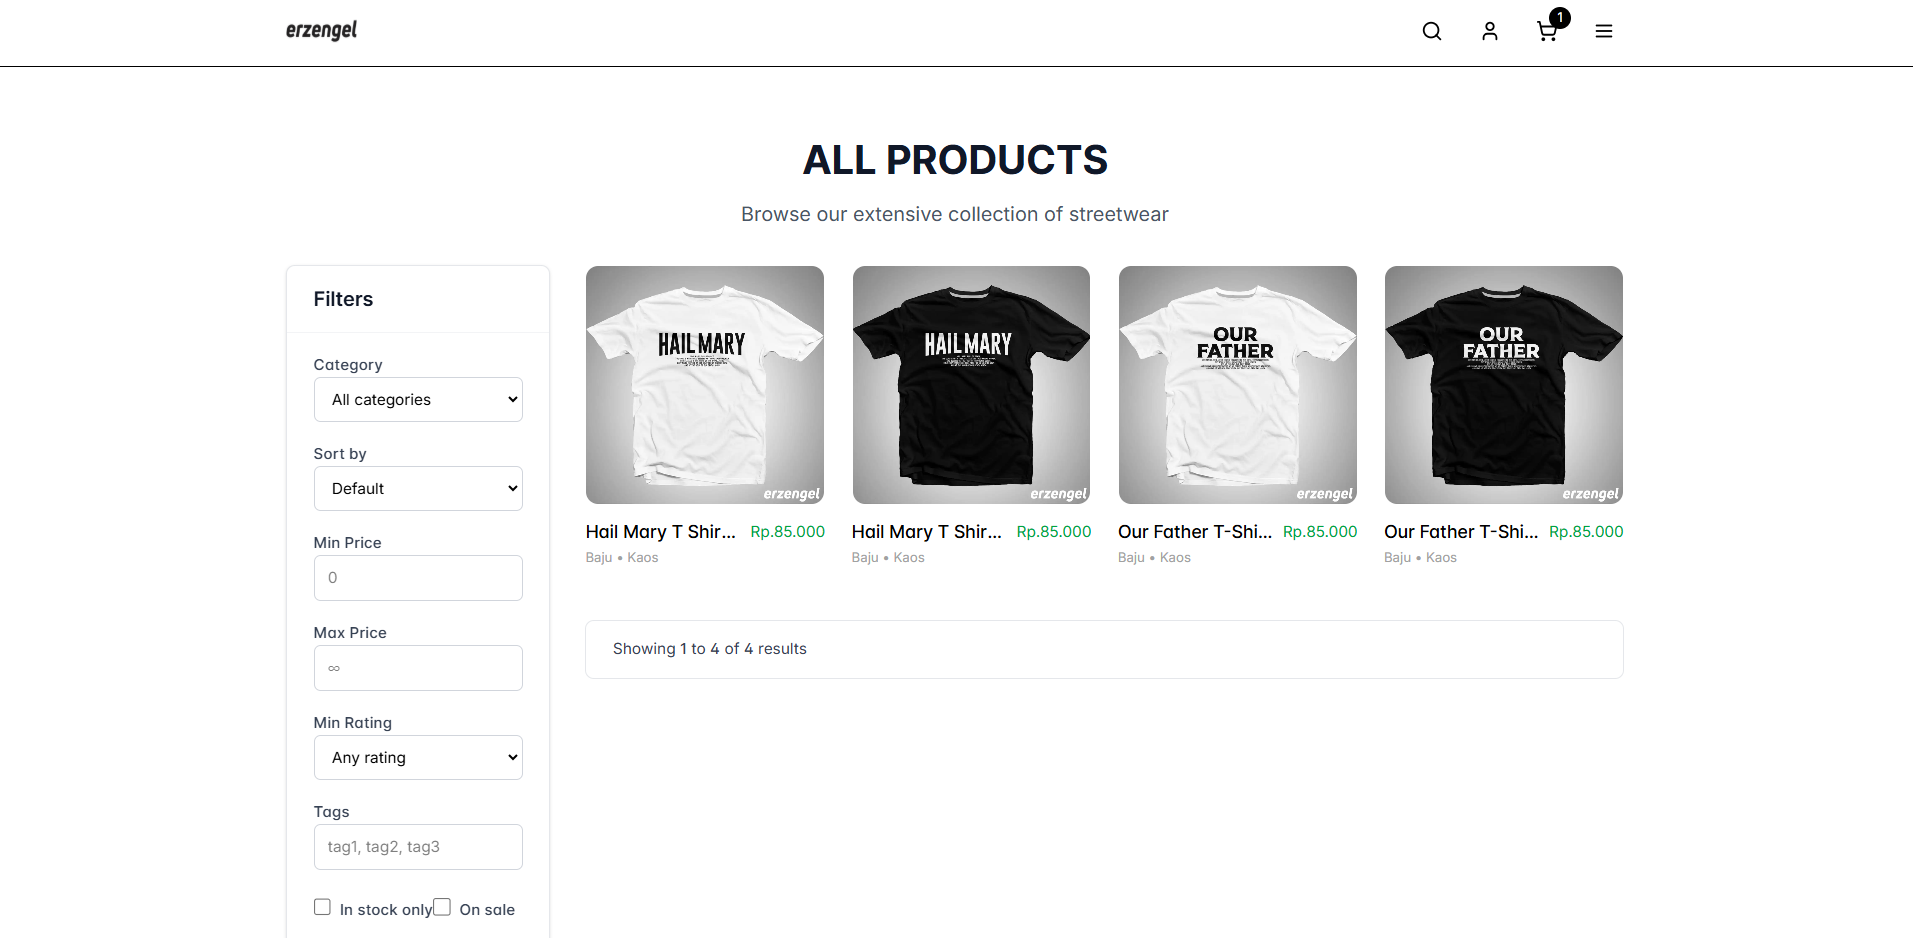 erzengel
1
ALL PRODUCTS
Browse our extensive collection of streetwear
Filters
Category
All categories
Sort by
Default
Min Price
0
Max Price
∞
Min Rating
Any rating
Tags
tag1, tag2, tag3
In stock only
On sale
HAIL MARY
erzengel
Hail Mary T Shir... Rp.85.000
Baju • Kaos
HAIL MARY
erzengel
Hail Mary T Shir... Rp.85.000
Baju • Kaos
OUR
FATHER
erzengel
Our Father T-Shi... Rp.85.000
Baju • Kaos
OUR
FATHER
erzengel
Our Father T-Shi... Rp.85.000
Baju • Kaos
Showing 1 to 4 of 4 results